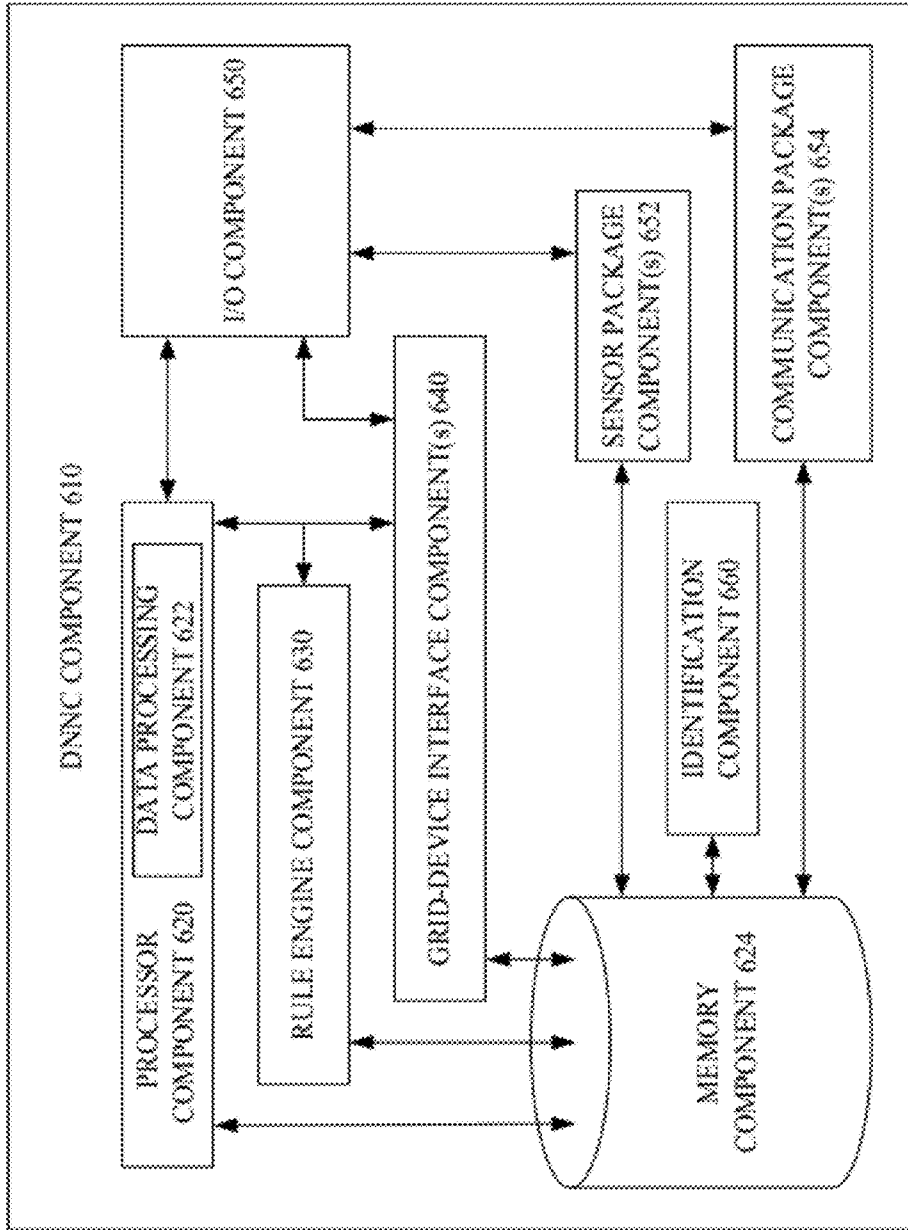 DNNC COMPONENT 610
PROCESSOR
COMPONENT 620
DATA PROCESSING
COMPONENT 622
I/O COMPONENT 650
RULE ENGINE COMPONENT 630
GRID-DEVICE INTERFACE COMPONENT(s) 640
SENSOR PACKAGE
COMPONENT(s) 652
MEMORY
COMPONENT 624
IDENTIFICATION
COMPONENT 660
COMMUNICATION PACKAGE
COMPONENT(s) 654